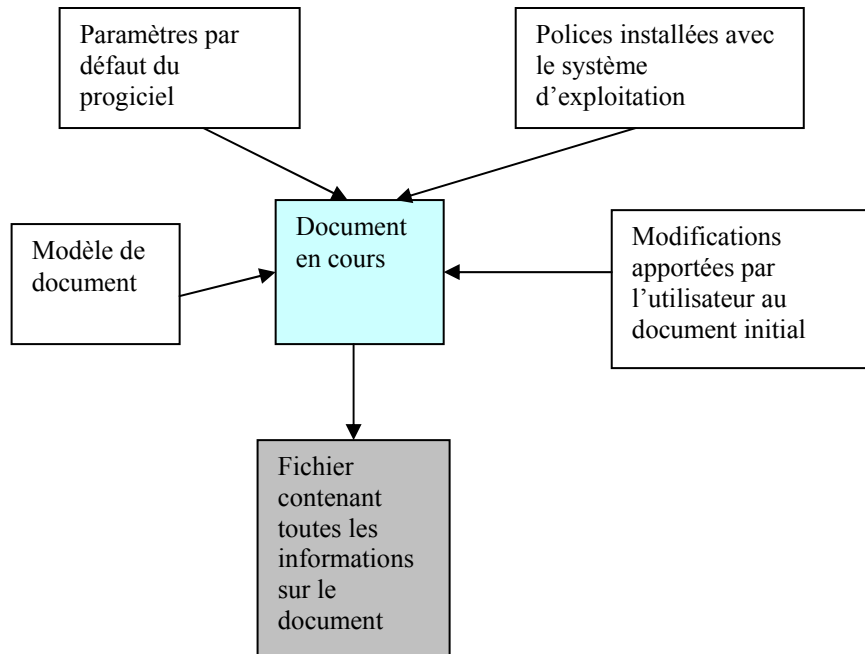 Paramètres par
défaut du
progiciel
Polices installées avec
le système
d’exploitation
Modèle de
document
Document
en cours
Modifications
apportées par
l’utilisateur au
document initial
Fichier
contenant
toutes les
informations
sur le
document